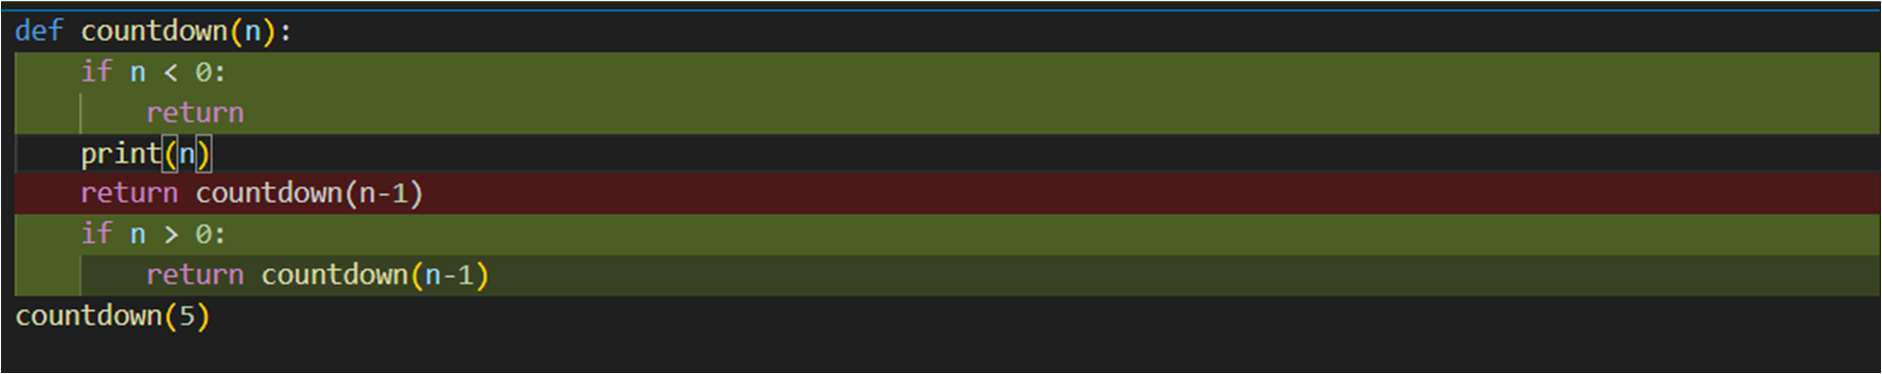 def countdown(n):
    if n < 0:
        return
    print(n)
    return countdown(n-1)
    if n > 0:
        return countdown(n-1)
countdown(5)